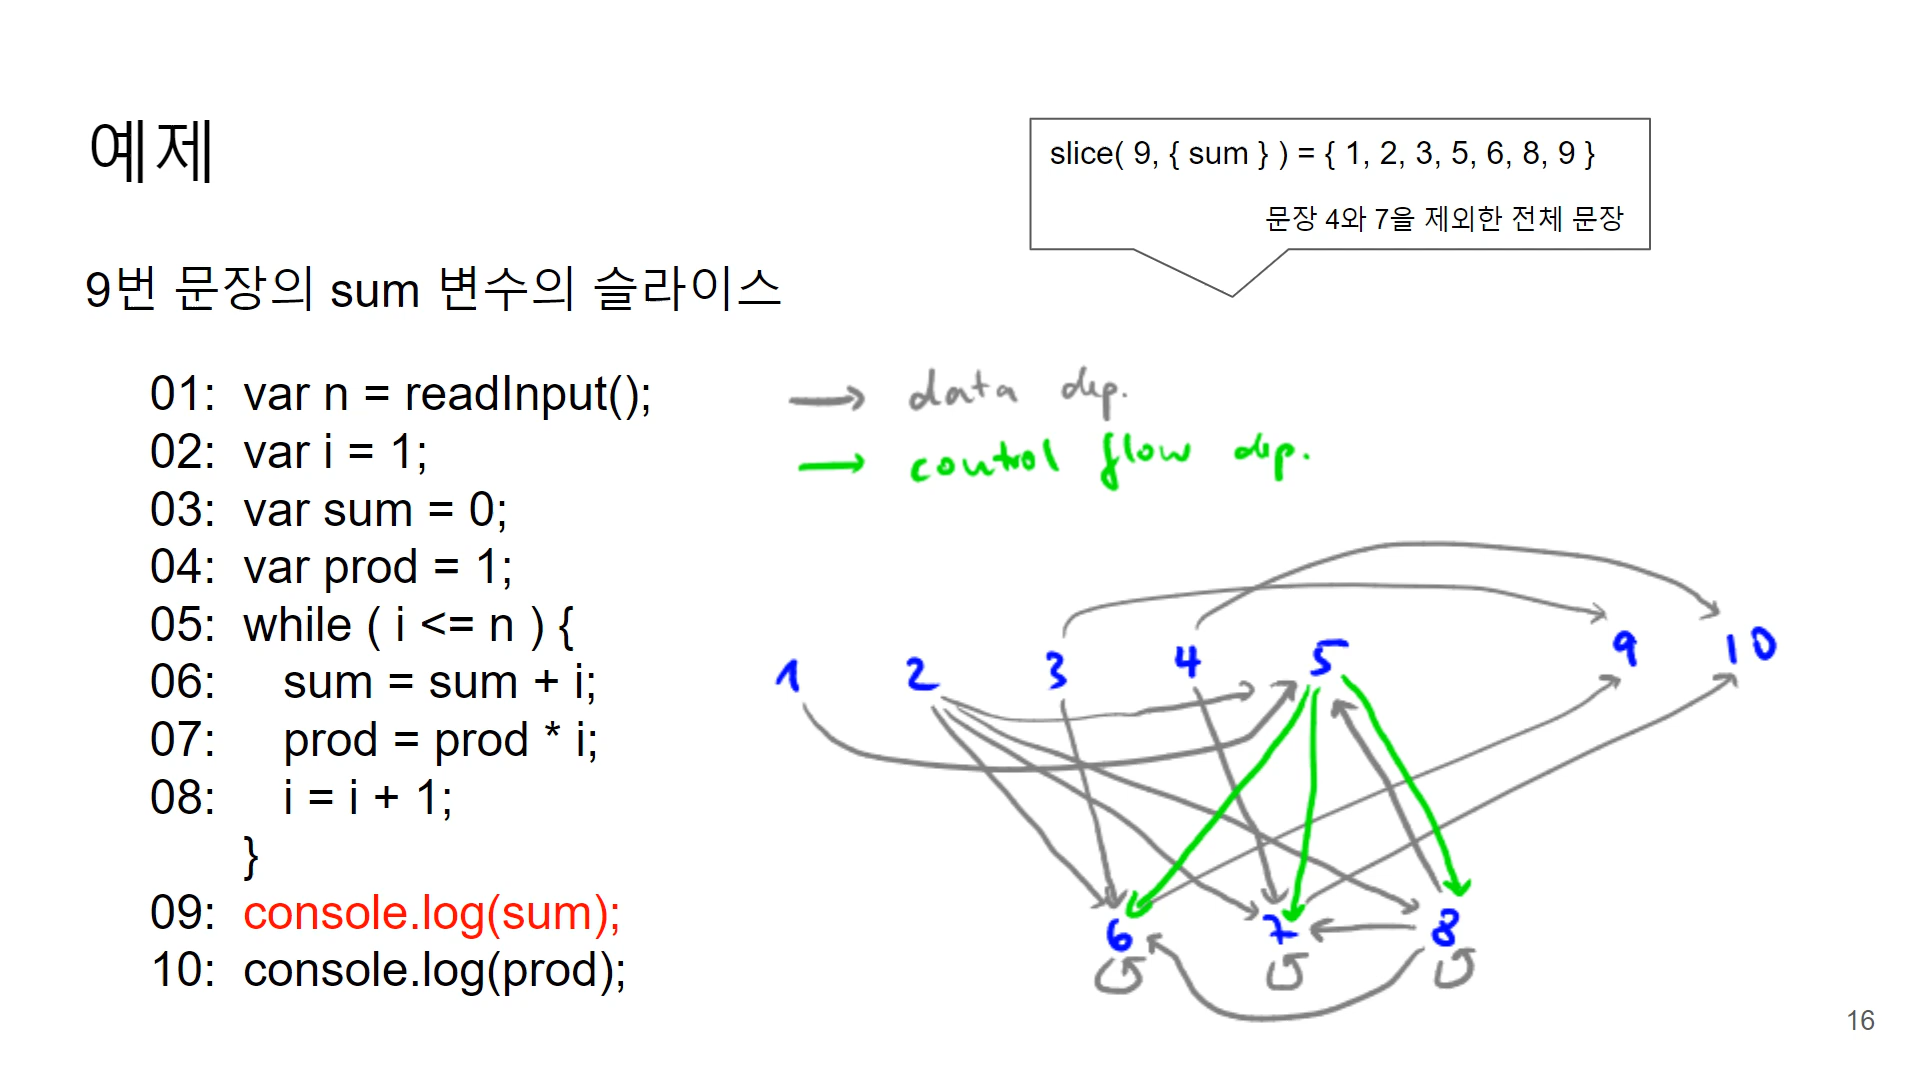 예제
slice( 9, { sum } ) = { 1, 2, 3, 5, 6, 8, 9 }
문장 4와 7을 제외한 전체 문장
9번 문장의 sum 변수의 슬라이스
01: var n = readInput();
02: var i = 1;
03: var sum = 0;
04: var prod = 1;
05: while ( i <= n ) {
06: sum = sum + i;
07: prod = prod * i;
08: i = i + 1;
}
09: console.log(sum);
10: console.log(prod);
data dep.
control flow dep.
1 2 3 4 5 9 10
6 7 8
16